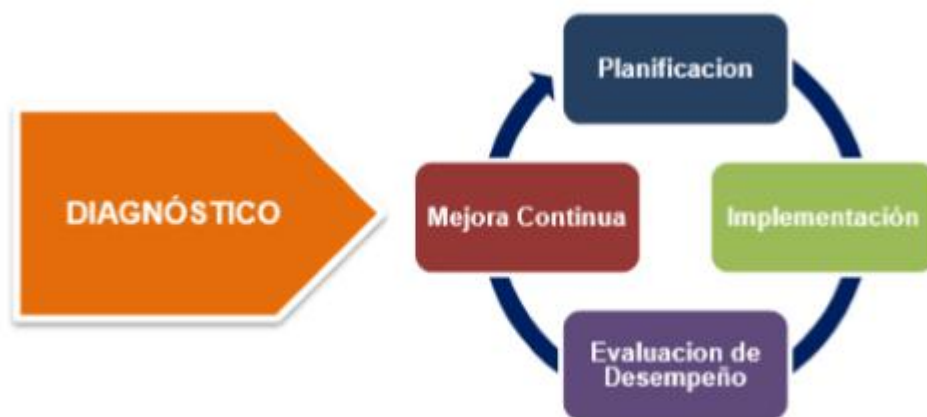 DIAGNÓSTICO
Planificacion
Implementación
Evaluacion de
Desempeño
Mejora Continua